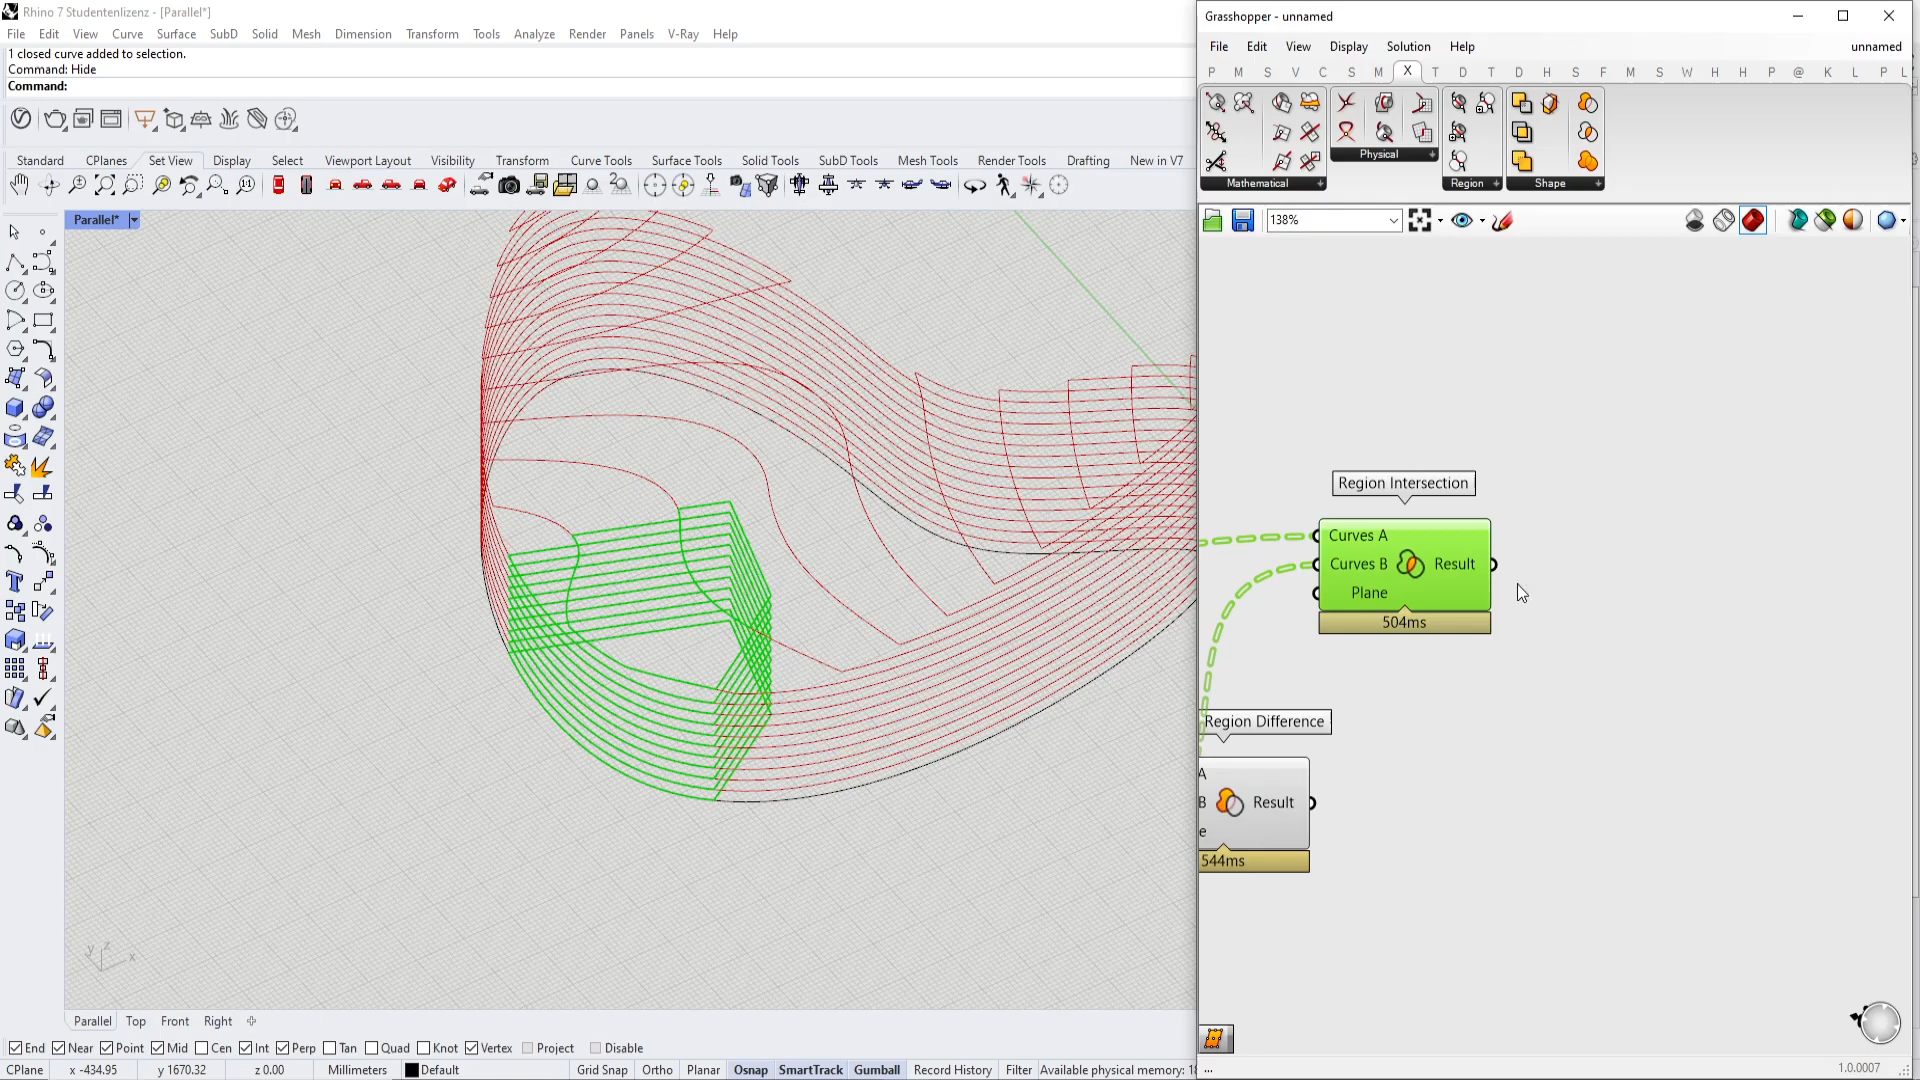 Rhino 7 Studentenlizenz - [Parallel*]
File Edit View Curve Surface SubD Solid Mesh Dimension Transform Tools Analyze Render Panels V-Ray Help
1 closed curve added to selection.
Command: Hide
Command:
Standard CPlanes Set View Display Select Viewport Layout Visibility Transform Curve Tools Surface Tools Solid Tools SubD Tools Mesh Tools Render Tools Drafting New in V7
Parallel*
y z x
Parallel Top Front Right
End Near Point Mid Cen Int Perp Tan Quad Knot Vertex Project Disable
CPlane x -434.95 y 1670.32 z 0.00 Millimeters Default Grid Snap Ortho Planar Osnap SmartTrack Gumball Record History Filter Available physical memory: 18
Grasshopper - unnamed
File Edit View Display Solution Help unnamed
P M S V C S M X T D T D H S F M S W H H P @ K L P L
Physical
Mathematical Region Shape
138%
Region Intersection
Curves A
Curves B Result
Plane
504ms
Region Difference
A
B Result
e
544ms
... 1.0.0007